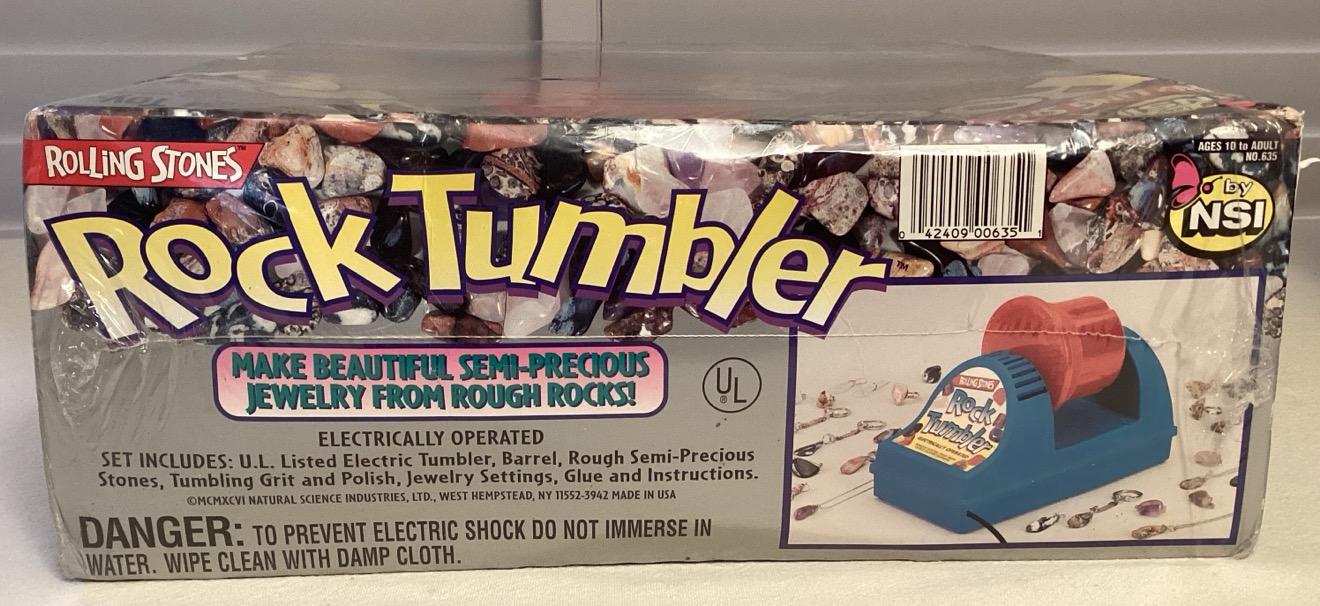 ROLLING STONES™
ROCK TUMBLER™
MAKE BEAUTIFUL SEMI-PRECIOUS
JEWELRY FROM ROUGH ROCKS!
UL
®
ELECTRICALLY OPERATED
SET INCLUDES: U.L. Listed Electric Tumbler, Barrel, Rough Semi-Precious
Stones, Tumbling Grit and Polish, Jewelry Settings, Glue and Instructions.
©MCMXCVI NATURAL SCIENCE INDUSTRIES, LTD., WEST HEMPSTEAD, NY 11552-3942 MADE IN USA
DANGER: TO PREVENT ELECTRIC SHOCK DO NOT IMMERSE IN
WATER. WIPE CLEAN WITH DAMP CLOTH.
0 42409 00635 1
AGES 10 to ADULT
NO.635
by
NSI
ROLLING STONES
Rock
Tumbler
ELECTRICALLY OPERATED